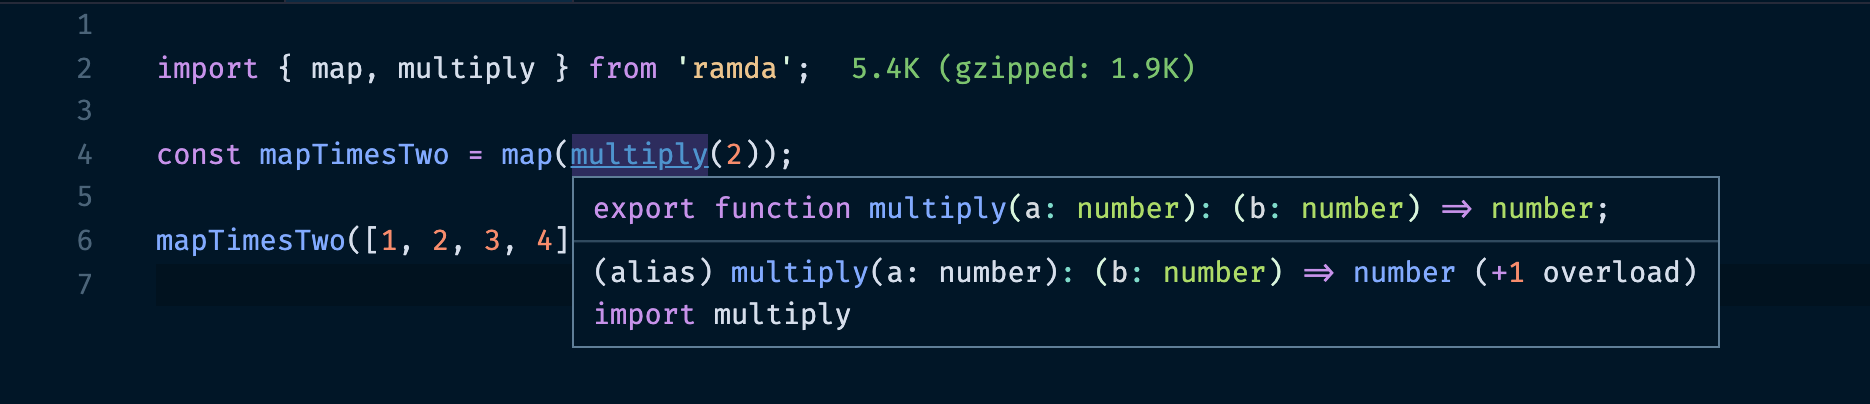 1
2 import { map, multiply } from 'ramda'; 5.4K (gzipped: 1.9K)
3
4 const mapTimesTwo = map(multiply(2));
5
export function multiply(a: number): (b: number) => number;
6 mapTimesTwo([1, 2, 3, 4]
(alias) multiply(a: number): (b: number) => number (+1 overload)
7
import multiply